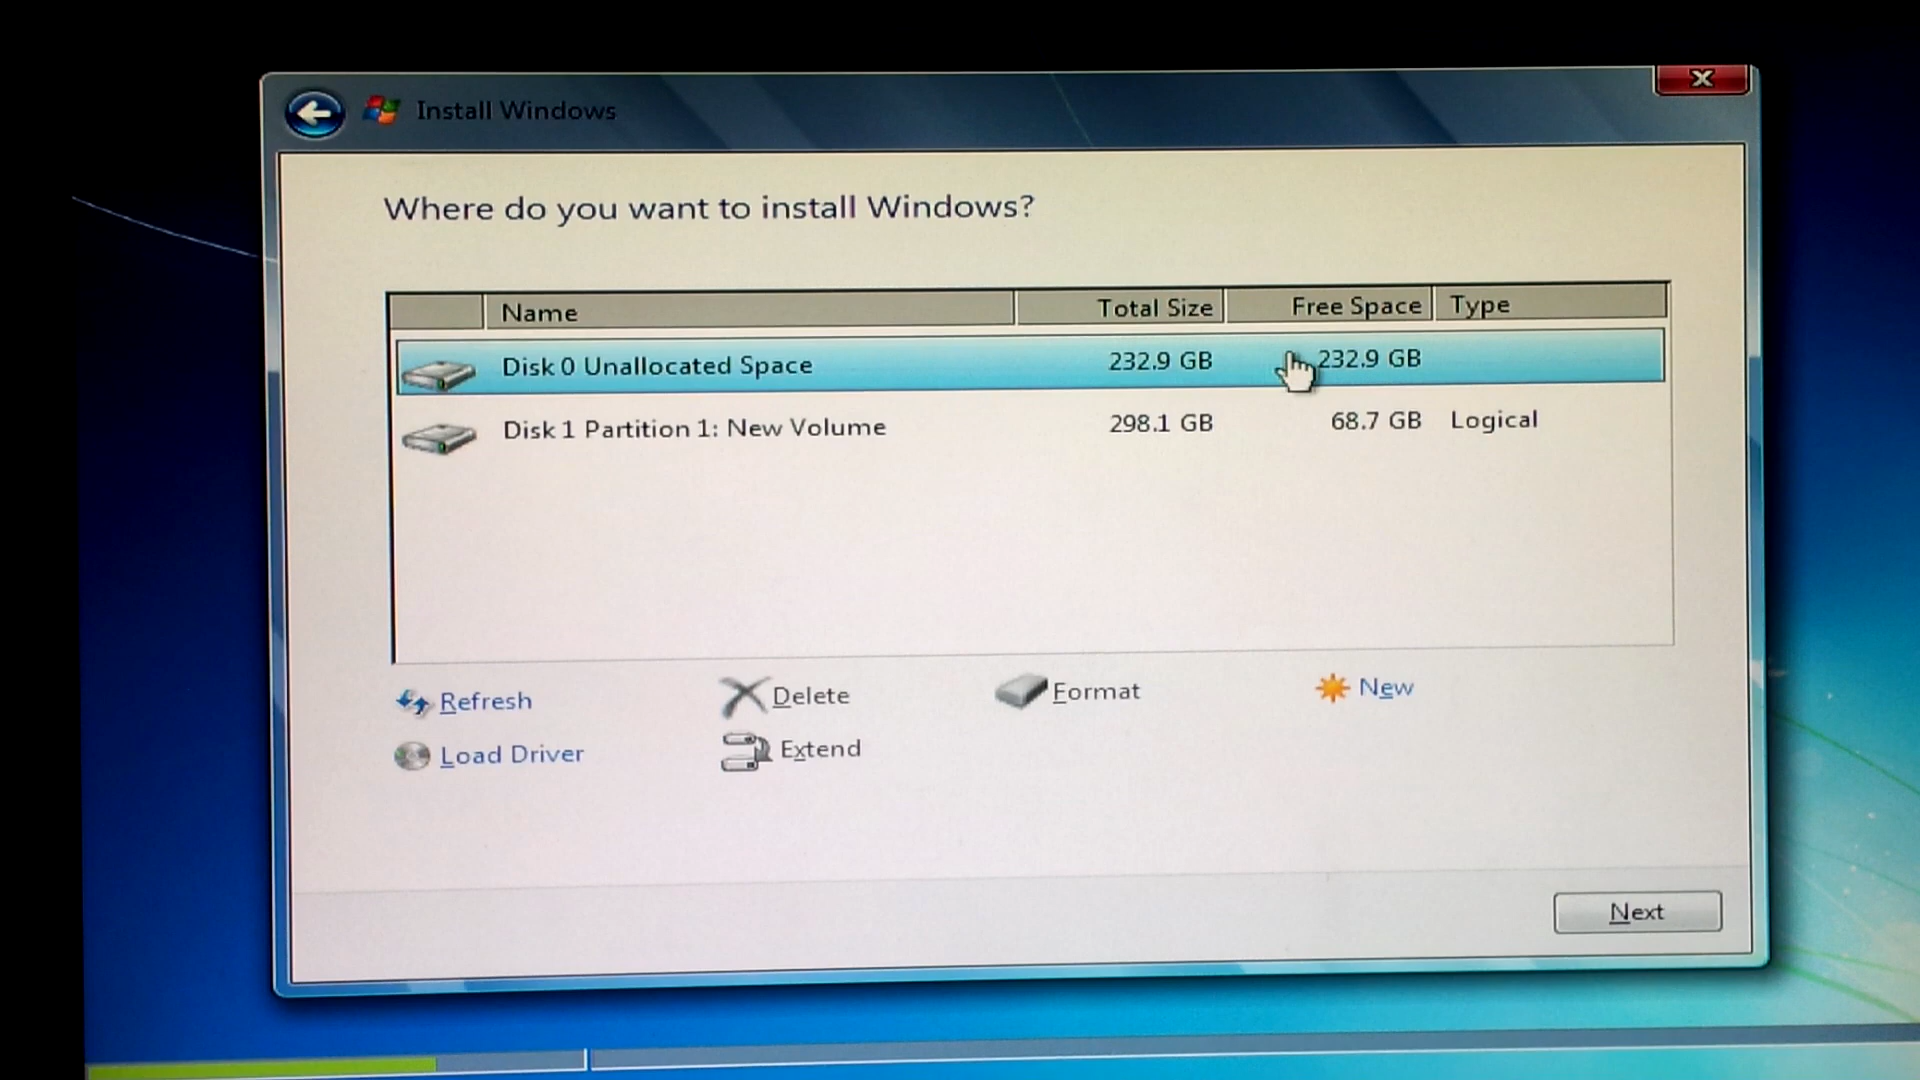 Install Windows
Where do you want to install Windows?
Name Total Size Free Space Type
Disk 0 Unallocated Space 232.9 GB 232.9 GB
Disk 1 Partition 1: New Volume 298.1 GB 68.7 GB Logical
Refresh Delete Format New
Load Driver Extend
Next